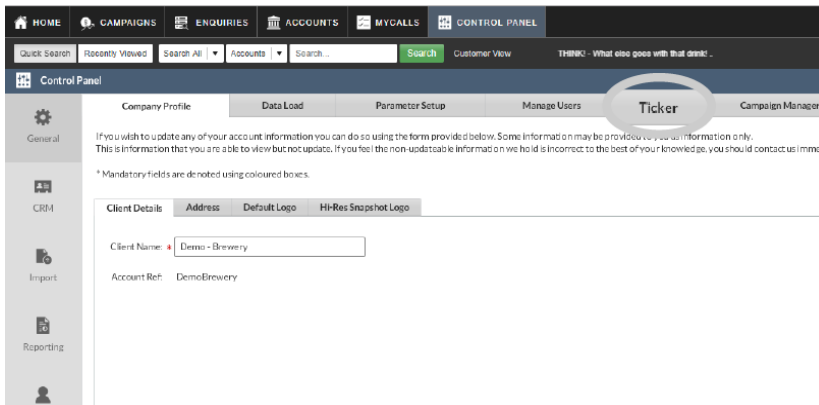 HOME CAMPAIGNS ENQUIRIES ACCOUNTS MYCALLS CONTROL PANEL
Quick Search Recently Viewed Search All Accounts Search... Search Customer View THINK! - What else goes with that drink! .
Control Panel
Company Profile Data Load Parameter Setup Manage Users Ticker Campaign Manager
General
If you wish to update any of your account information you can do so using the form provided below. Some information may be provided to you as information only.
This is information that you are able to view but not update. If you feel the non-updateable information we hold is incorrect to the best of your knowledge, you should contact us imme
* Mandatory fields are denoted using coloured boxes.
CRM
Client Details Address Default Logo Hi-Res Snapshot Logo
Client Name: * Demo - Brewery
Account Ref: DemoBrewery
Import
Reporting